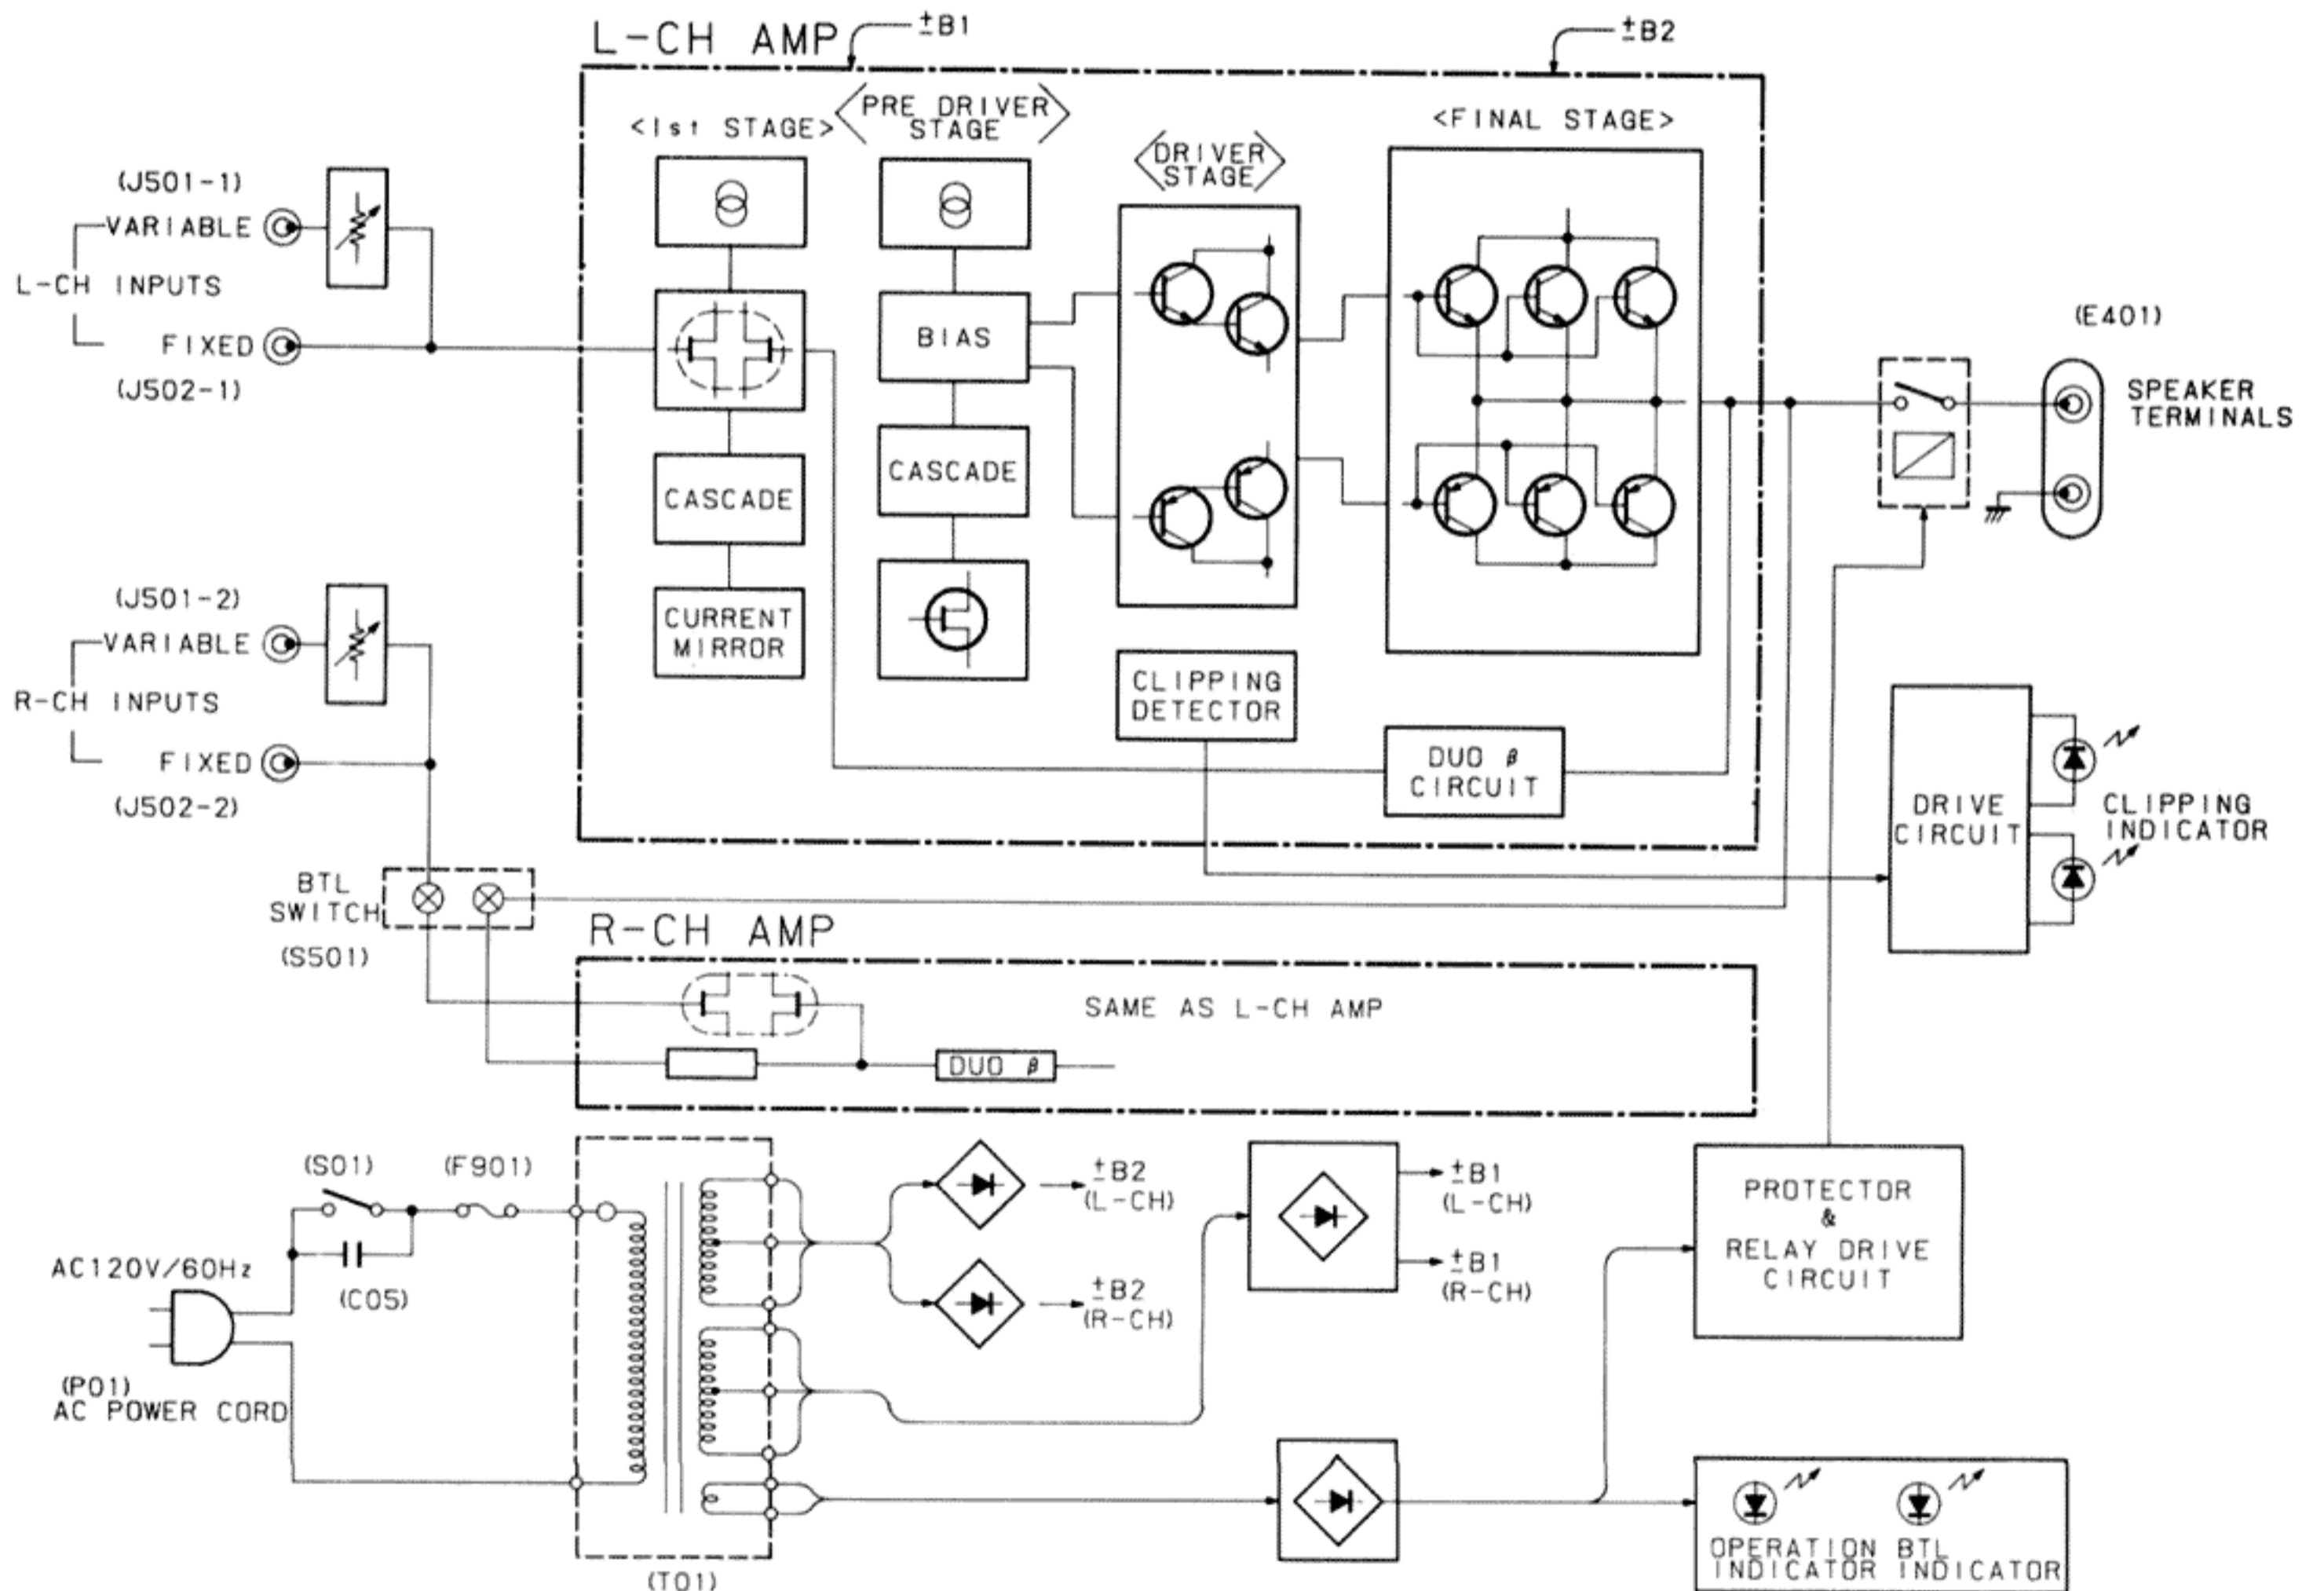 L-CH AMP
±B1
±B2
<1st STAGE>
<PRE DRIVER
STAGE>
<DRIVER
STAGE>
<FINAL STAGE>
(J501-1)
VARIABLE
L-CH INPUTS
FIXED
(J502-1)
BIAS
CASCADE
CASCADE
CURRENT
MIRROR
(E401)
SPEAKER
TERMINALS
(J501-2)
VARIABLE
R-CH INPUTS
FIXED
(J502-2)
CLIPPING
DETECTOR
DUO β
CIRCUIT
DRIVE
CIRCUIT
CLIPPING
INDICATOR
BTL
SWITCH
(S501)
R-CH AMP
SAME AS L-CH AMP
DUO β
(S01)
(F901)
(C05)
AC120V/60Hz
(P01)
AC POWER CORD
(T01)
±B2
(L-CH)
±B2
(R-CH)
±B1
(L-CH)
±B1
(R-CH)
PROTECTOR
&
RELAY DRIVE
CIRCUIT
OPERATION BTL
INDICATOR INDICATOR